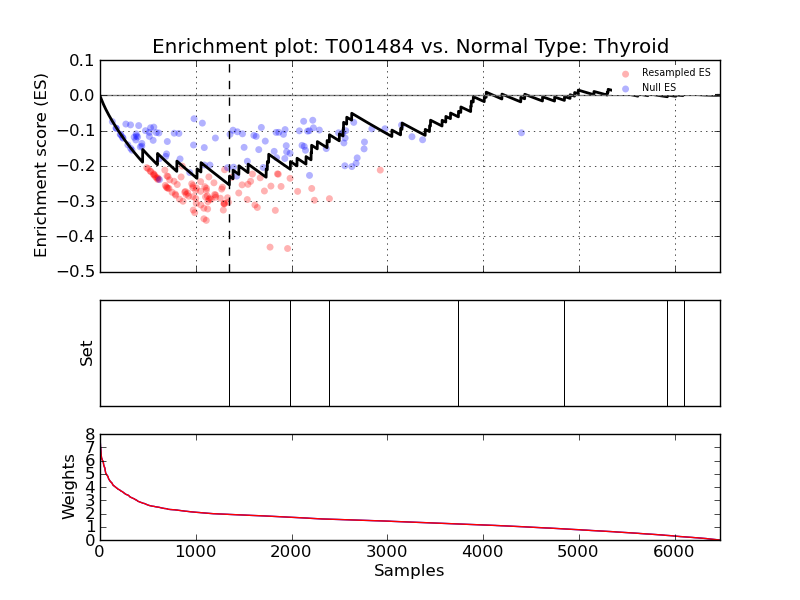 Enrichment plot: T001484 vs. Normal Type: Thyroid
0.1
0.0
−0.1
−0.2
−0.3
−0.4
−0.5
Enrichment score (ES)
Resampled ES
Null ES
Set
8
7
6
5
4
3
2
1
0
Weights
0 1000 2000 3000 4000 5000 6000
Samples